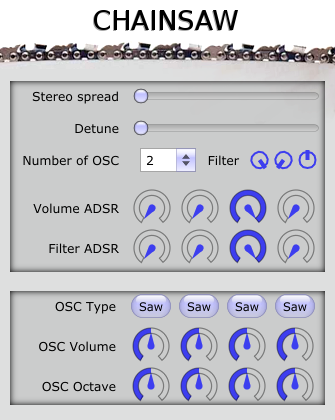 CHAINSAW
Stereo spread
Detune
Number of OSC 2 Filter
Volume ADSR
Filter ADSR
OSC Type Saw Saw Saw Saw
OSC Volume
OSC Octave